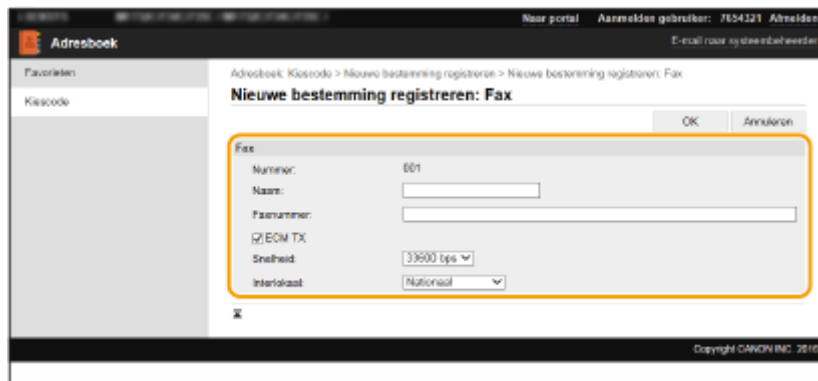 Naar portal Aanmelden gebruiker: 7654321 Afmelden
Adresboek E-mail naar systeembeheerder
Favorieten
Kiescode
Adresboek: Kiescode > Nieuwe bestemming registreren > Nieuwe bestemming registreren: Fax
Nieuwe bestemming registreren: Fax
OK Annuleren
Fax
Nummer: 001
Naam:
Faxnummer:
ECM TX
Snelheid: 33600 bps
Interlokaal: Nationaal
Copyright CANON INC. 2016